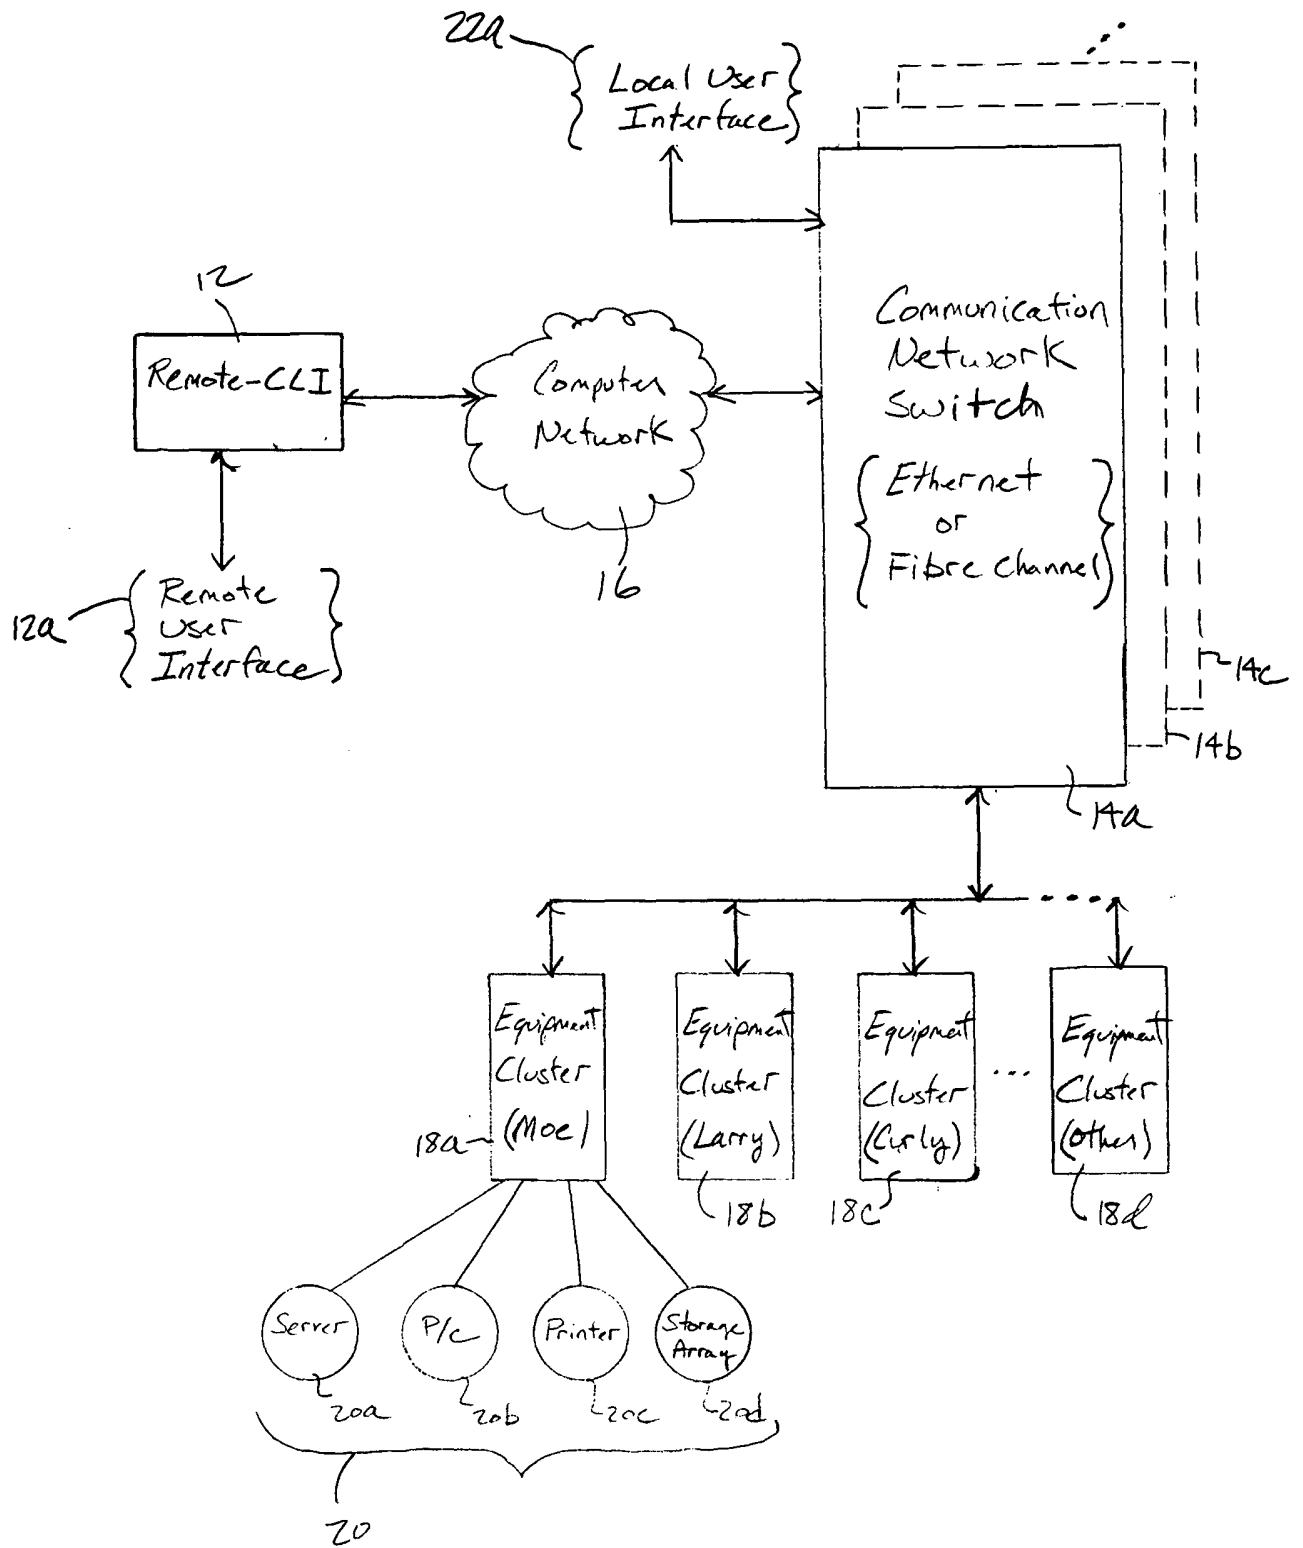 22a
Local User
Interface
12
Remote-CLI
Computer
Network
Communication
Network
Switch
Ethernet
or
Fibre Channel
16
12a
Remote
User
Interface
14c
14b
14a
Equipment
Cluster
(Moe)
18a
Equipment
Cluster
(Larry)
18b
Equipment
Cluster
(Curly)
18c
...
Equipment
Cluster
(Other)
18d
Server
20a
P/C
20b
Printer
20c
Storage
Array
20d
20